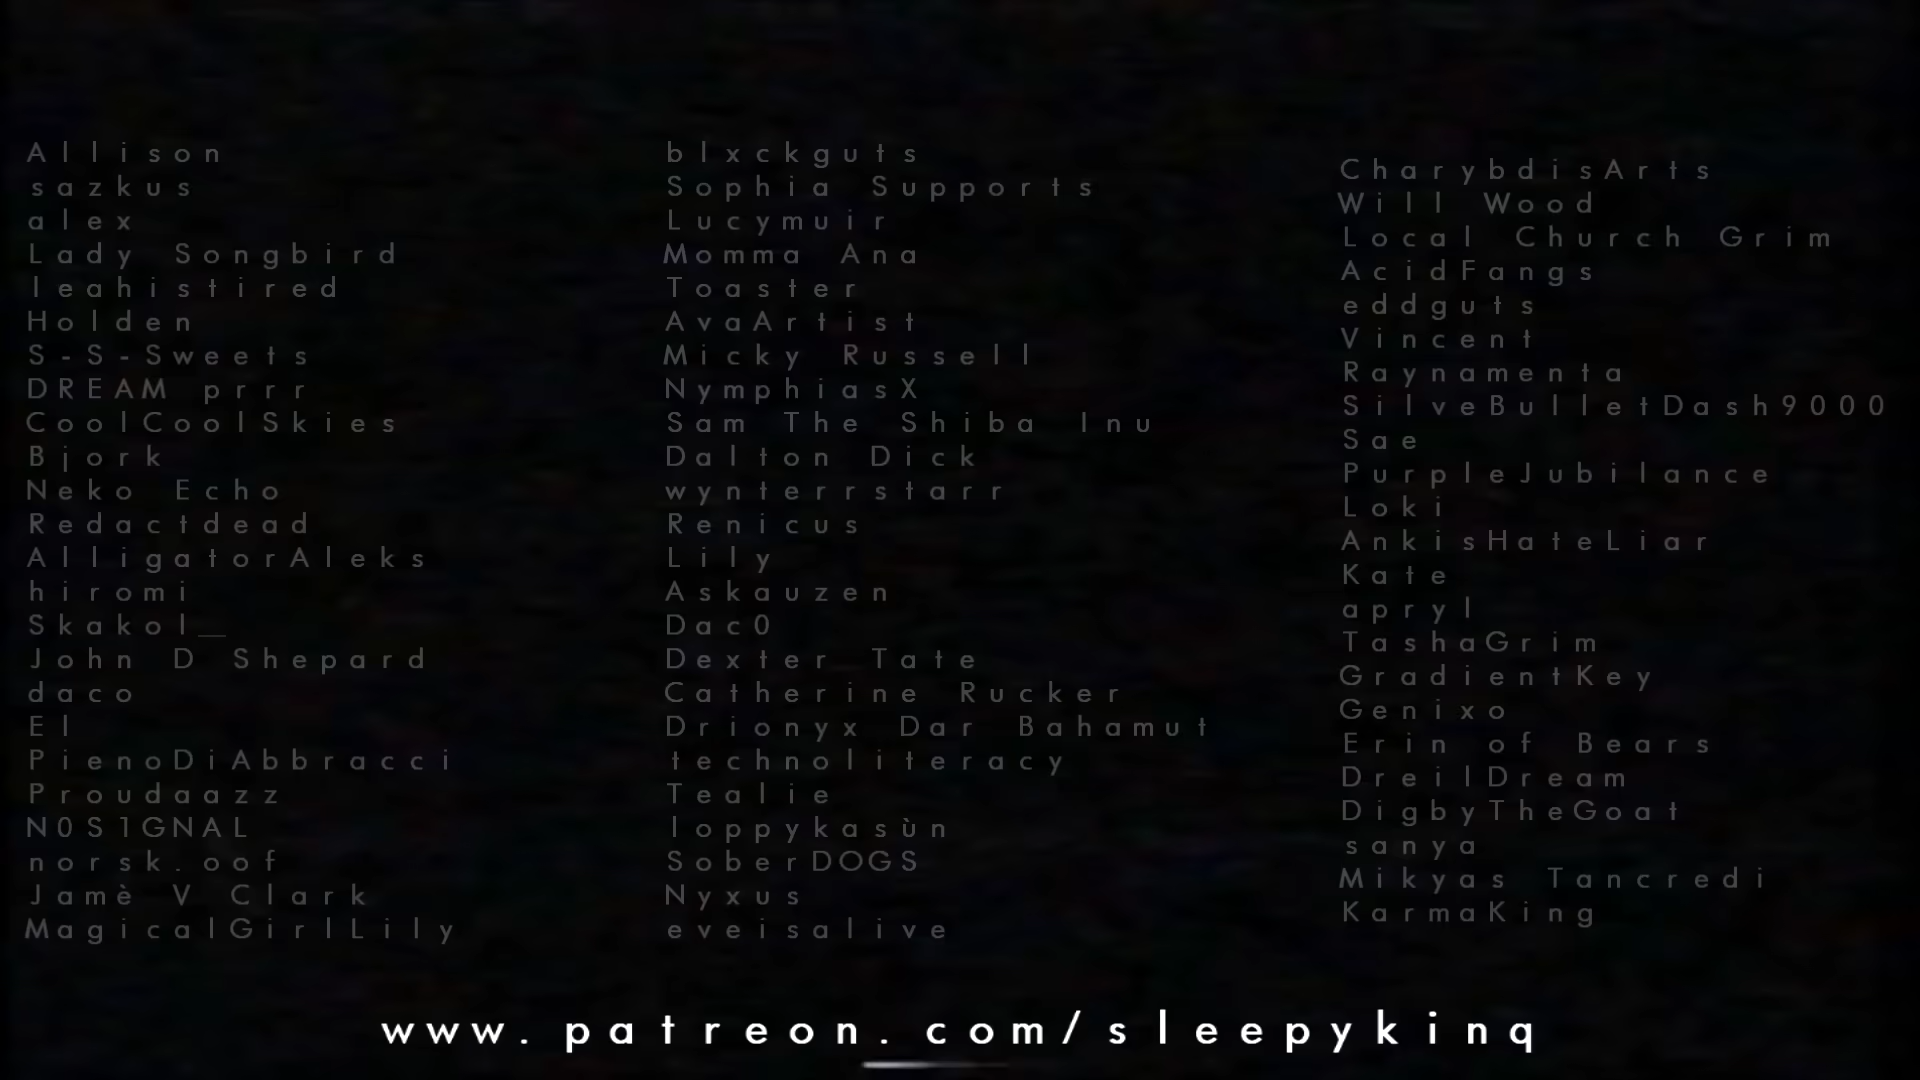 Allison
sazkus
alex
Lady Songbird
leahistired
Holden
S-S-Sweets
DREAM prrr
CoolCoolSkies
Bjork
Neko Echo
Redactdead
AlligatorAleks
hiromi
Skakol_
John D Shepard
daco
El
PienoDiAbbracci
Proudaazz
N0S1GNAL
norsk.oof
Jamè V Clark
MagicalGirlLily
blxckguts
Sophia Supports
Lucymuir
Momma Ana
Toaster
AvaArtist
Micky Russell
NymphiasX
Sam The Shiba Inu
Dalton Dick
wynterrstarr
Renicus
Lily
Askauzen
Dac0
Dexter Tate
Catherine Rucker
Drionyx Dar Bahamut
technoliteracy
Tealie
loppykasùn
SoberDOGS
Nyxus
eveisalive
CharybdisArts
Will Wood
Local Church Grim
AcidFangs
eddguts
Vincent
Raynamenta
SilveBulletDash9000
Sae
PurpleJubilance
Loki
AnkisHateLiar
Kate
apryl
TashaGrim
GradientKey
Genixo
Erin of Bears
DreilDream
DigbyTheGoat
sanya
Mikyas Tancredi
KarmaKing
www.patreon.com/sleepykinq